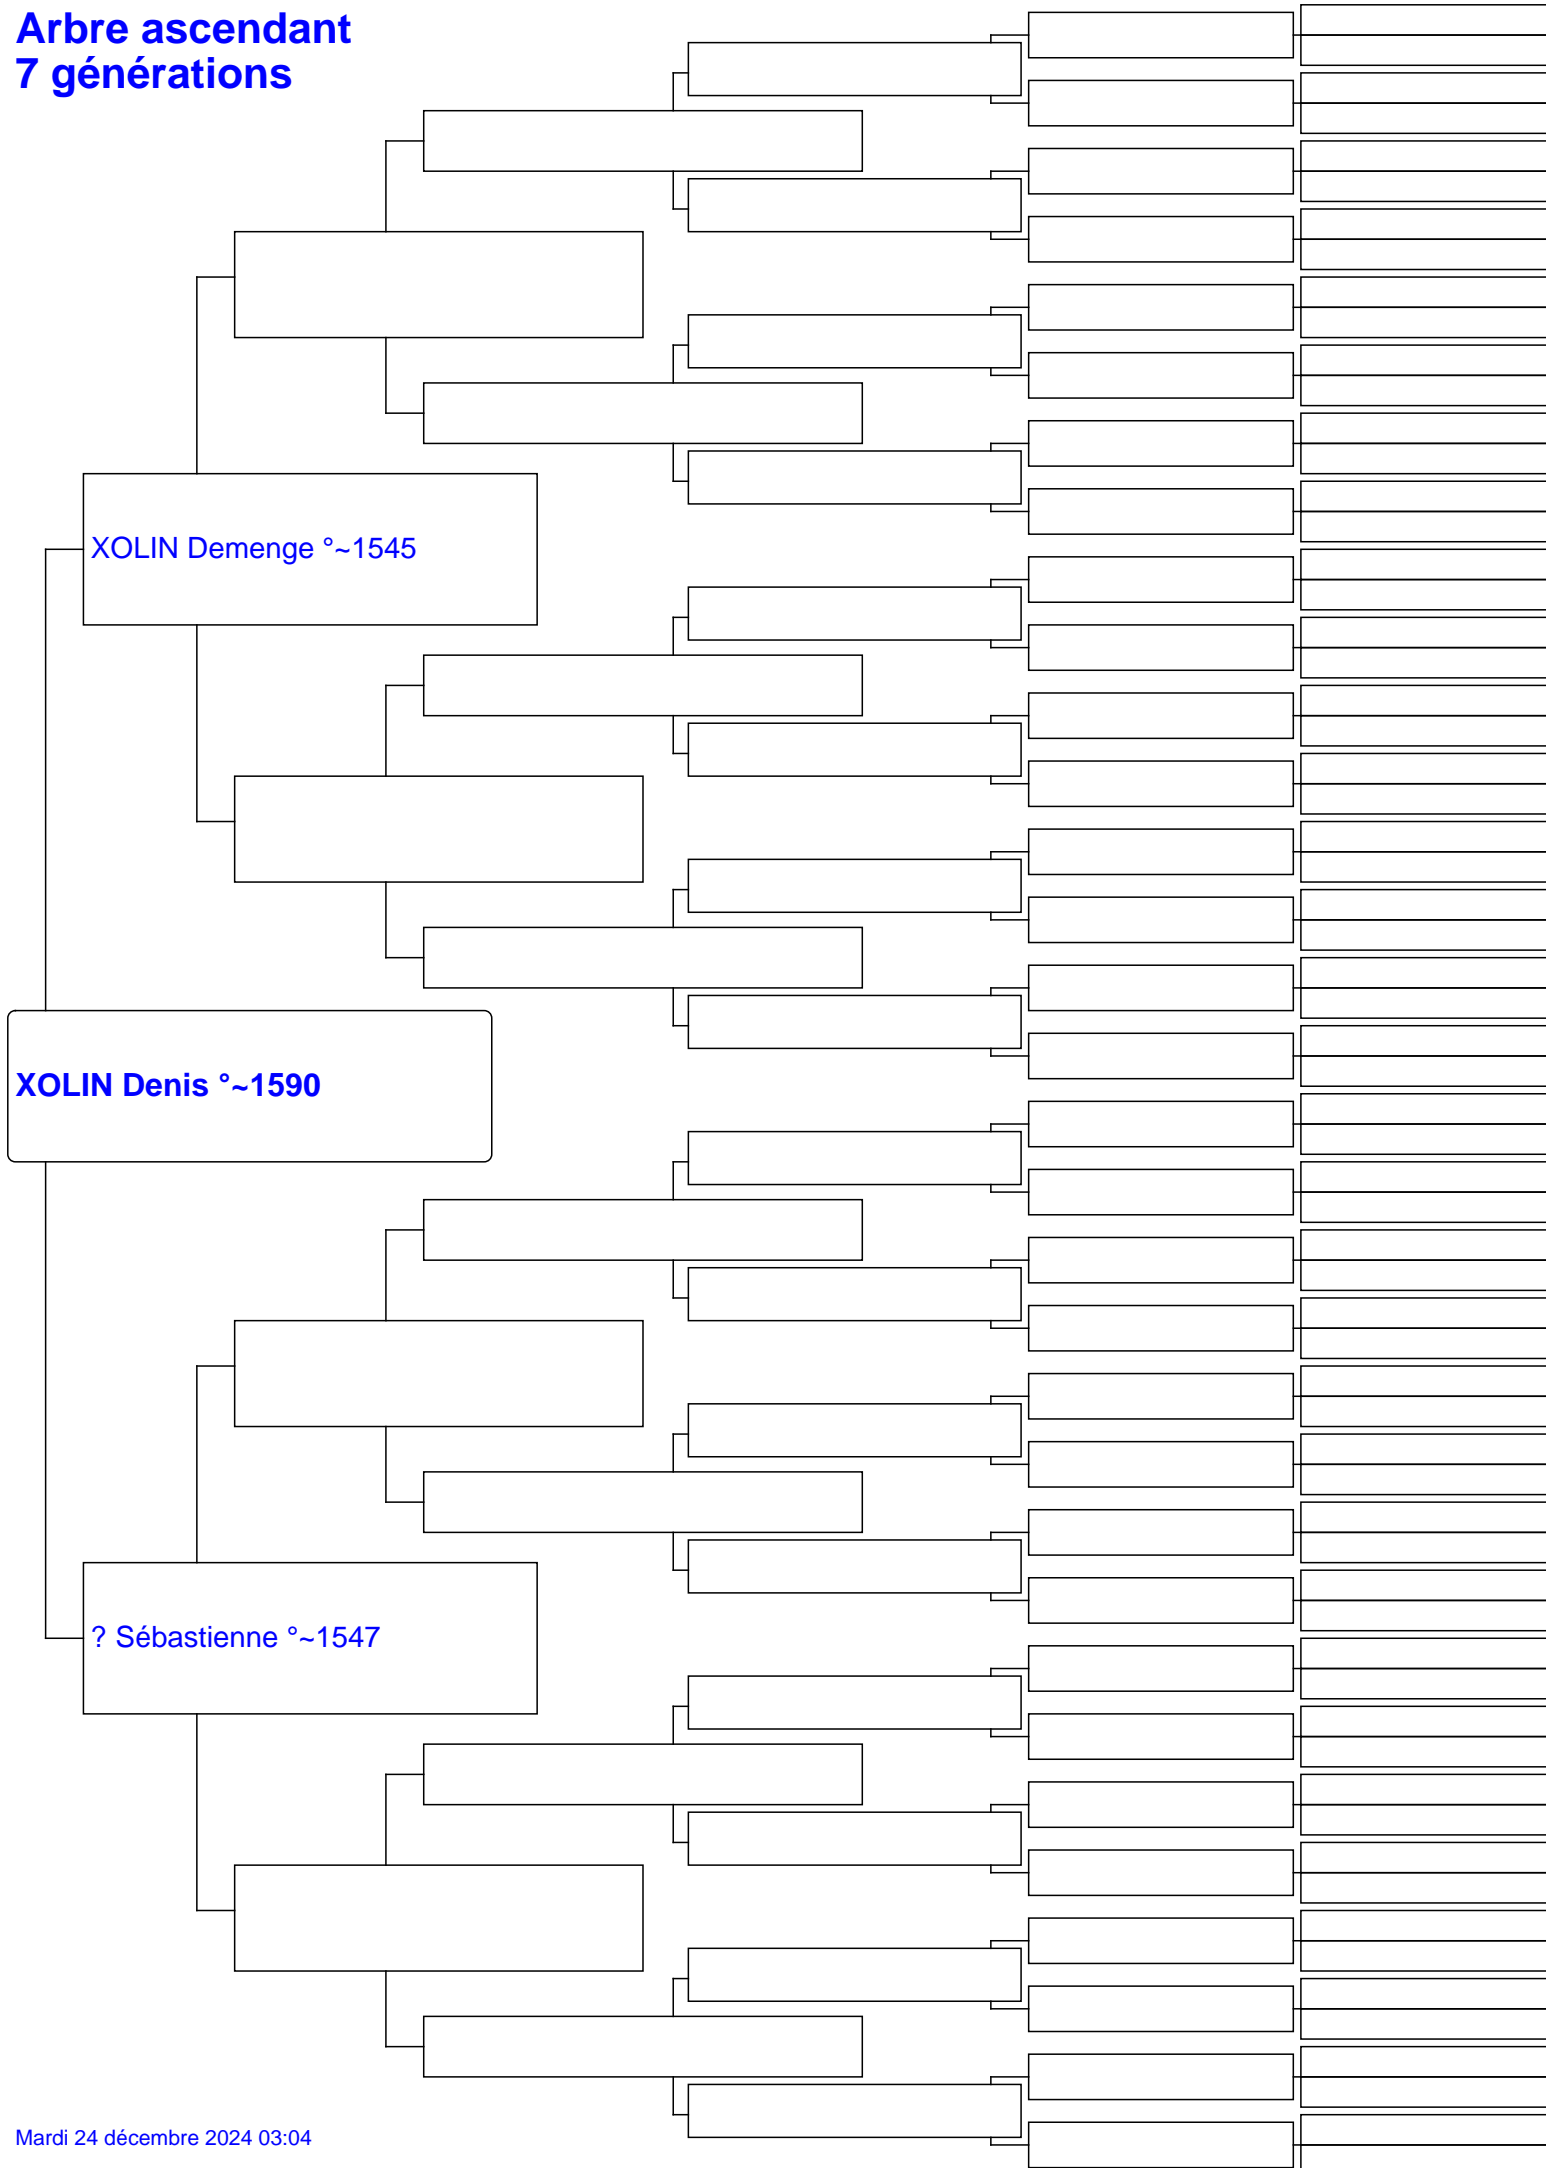 Arbre ascendant
7 générations
XOLIN Demenge °~1545
XOLIN Denis °~1590
? Sébastienne °~1547
Mardi 24 décembre 2024 03:04